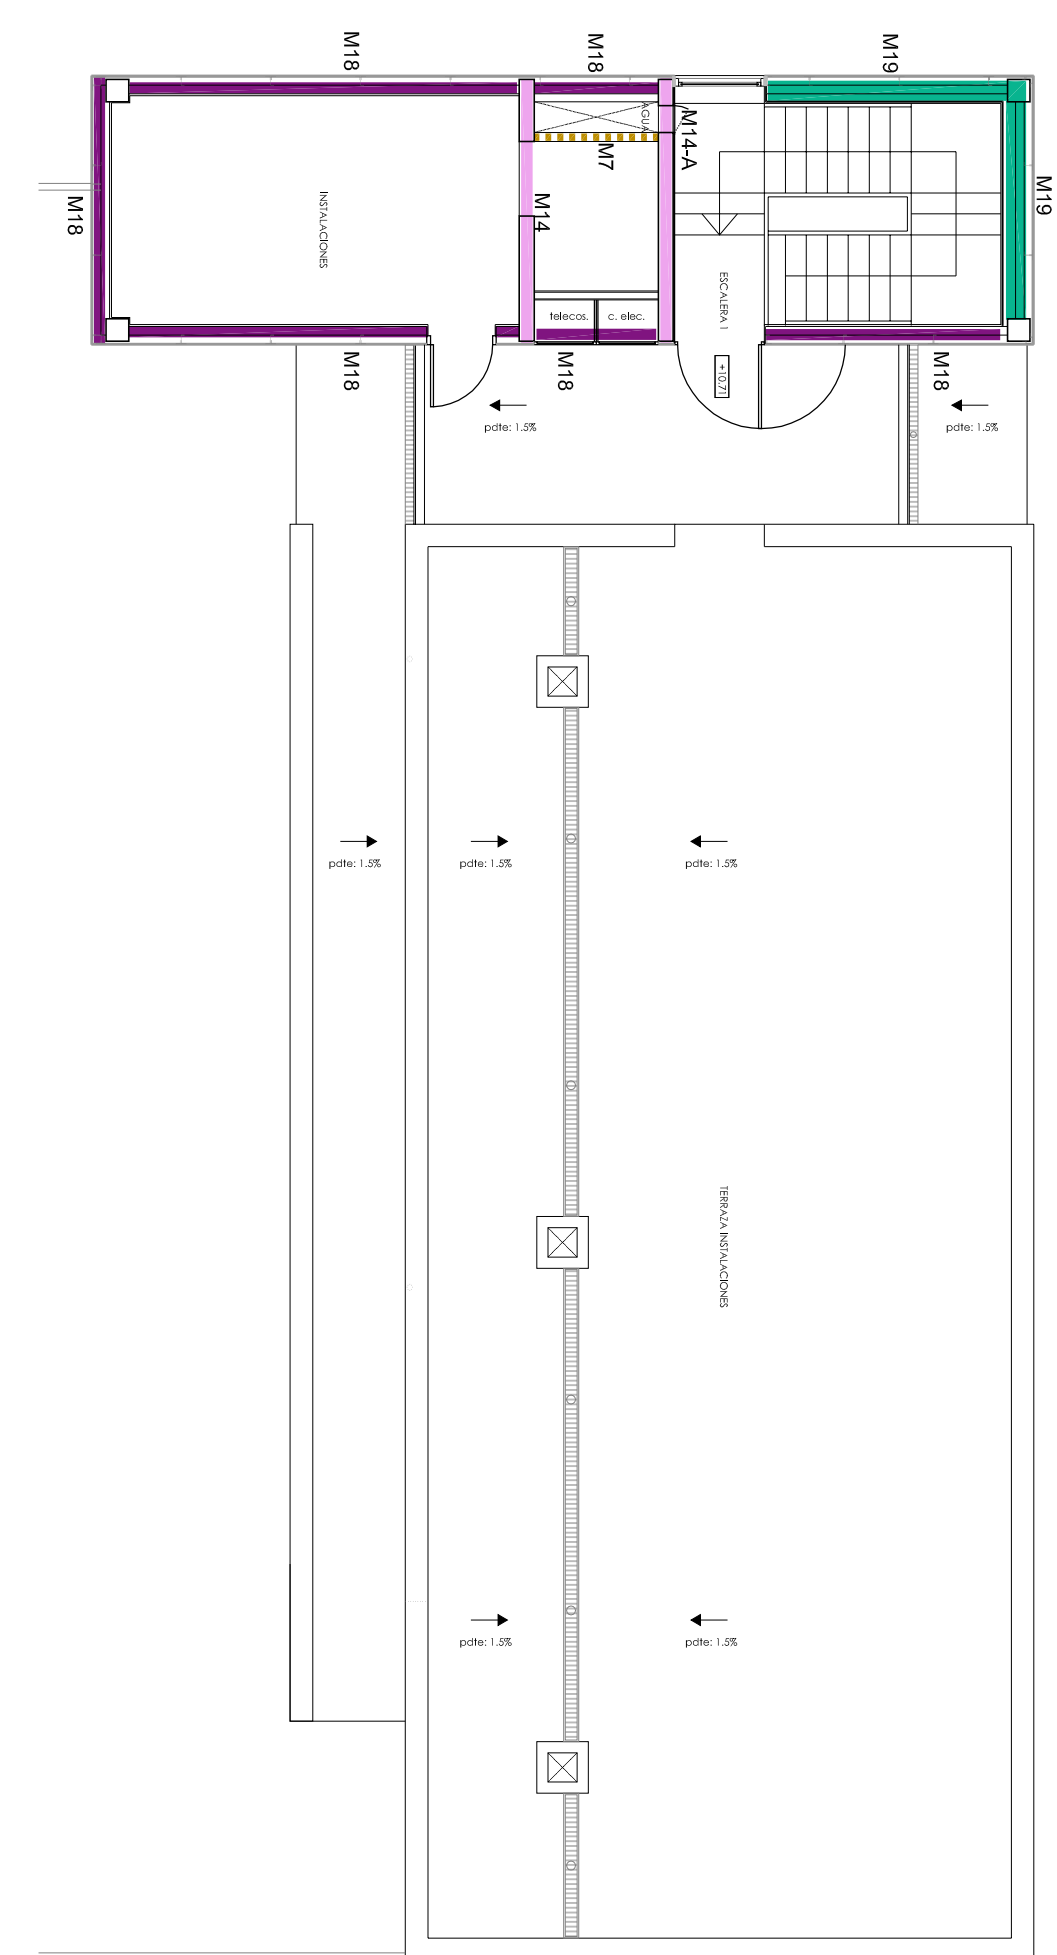 M18
M18
M19
AGUA
M14-A
M7
M19
M18
INSTALACIONES
M14
ESCALERA 1
telecos.
c. elec.
M18
M18
+10.71
M18
pdte: 1.5%
pdte: 1.5%
pdte: 1.5%
pdte: 1.5%
pdte: 1.5%
TERRAZA INSTALACIONES
pdte: 1.5%
pdte: 1.5%